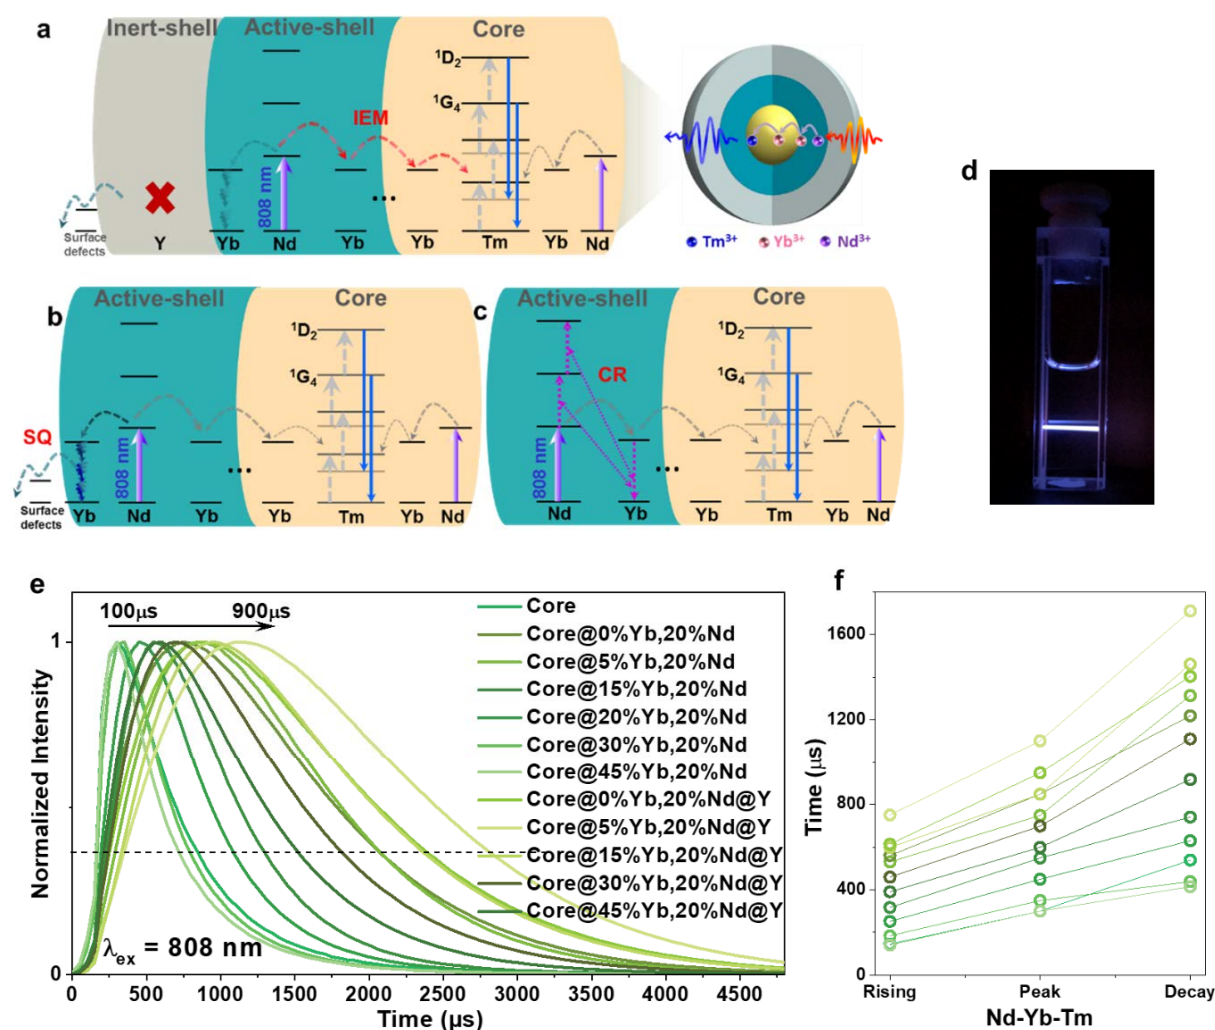 a
Inert-shell
Active-shell
Core
¹D₂
¹G₄
IEM
808 nm
Surface
defects
Y
Yb
Nd
Yb
...
Yb
Tm
Yb
Nd
Tm³⁺
Yb³⁺
Nd³⁺
d
b
Active-shell
Core
¹D₂
¹G₄
SQ
808 nm
...
Surface
defects
Yb
Nd
Yb
Yb
Tm
Yb
Nd
c
Active-shell
Core
¹D₂
¹G₄
CR
808 nm
...
Nd
Yb
Yb
Tm
Yb
Nd
e
100μs
900μs
Core
Core@0%Yb,20%Nd
Core@5%Yb,20%Nd
Core@15%Yb,20%Nd
Core@20%Yb,20%Nd
Core@30%Yb,20%Nd
Core@45%Yb,20%Nd
Core@0%Yb,20%Nd@Y
Core@5%Yb,20%Nd@Y
Core@15%Yb,20%Nd@Y
Core@30%Yb,20%Nd@Y
Core@45%Yb,20%Nd@Y
1
0
Normalized Intensity
λex = 808 nm
0 500 1000 1500 2000 2500 3000 3500 4000 4500
Time (μs)
f
1600
1200
800
400
0
Time (μs)
Rising Peak Decay
Nd-Yb-Tm